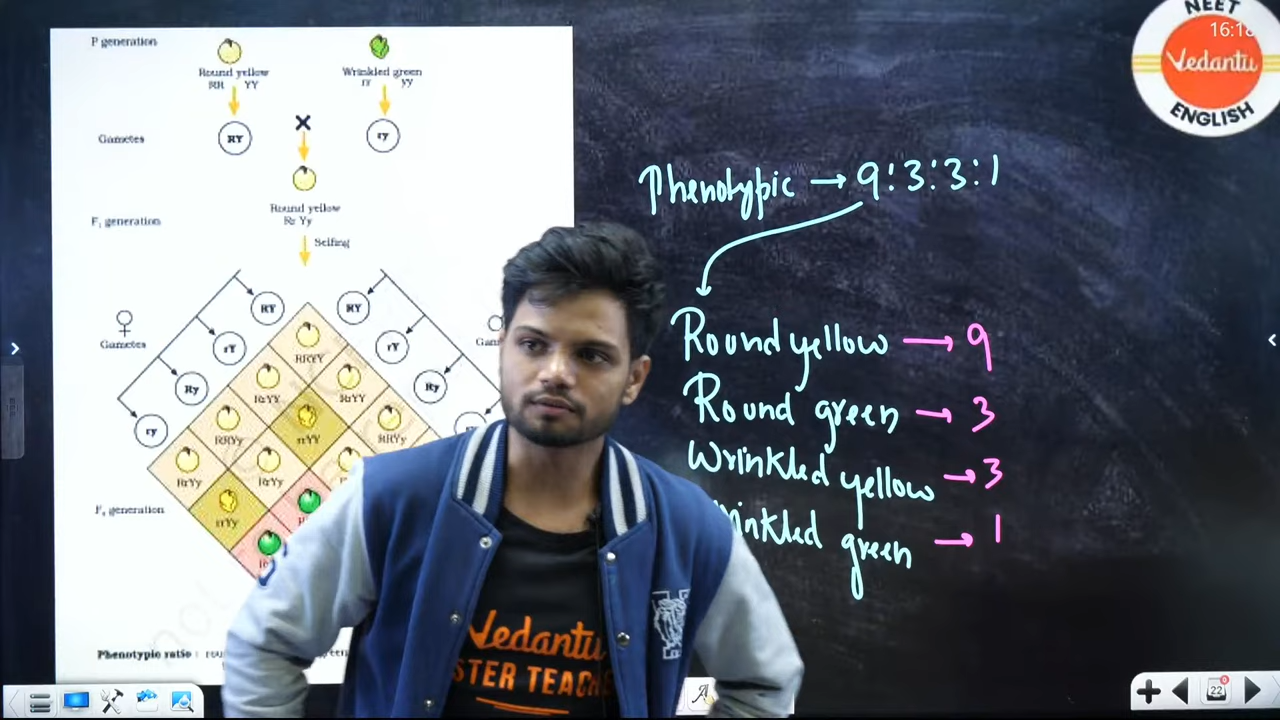 P generation
Round yellow
RR YY
Wrinkled green
rr yy
Gametes
RY
ry
Round yellow
Rr Yy
F₁ generation
Selfing
Gametes
RY
rY
Ry
ry
RY
rY
Ry
RRYY
RrYY
RrYY
RRYy
rrYY
RRYy
RrYy
RrYy
rrYy
F₂ generation
Phenotypic ratio :
Phenotypic → 9:3:3:1
Round yellow → 9
Round green → 3
Wrinkled yellow → 3
green → 1
NEET
16:18
Vedantu
ENGLISH
Vedantu
22